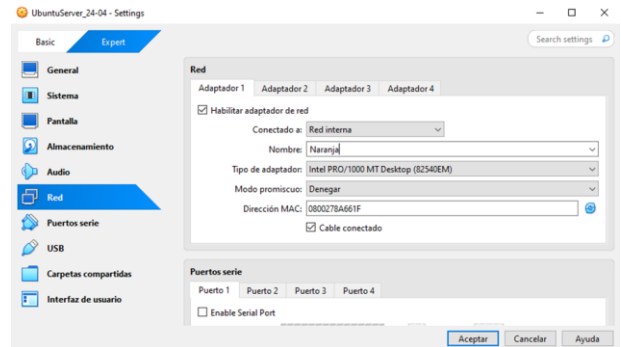 UbuntuServer_24-04 - Settings
Basic Expert Search settings
General
Sistema
Pantalla
Almacenamiento
Audio
Red
Puertos serie
USB
Carpetas compartidas
Interfaz de usuario
Red
Adaptador 1 Adaptador 2 Adaptador 3 Adaptador 4
Habilitar adaptador de red
Conectado a: Red interna
Nombre: Naranja
Tipo de adaptador: Intel PRO/1000 MT Desktop (82540EM)
Modo promiscuo: Denegar
Dirección MAC: 0800278A661F
Cable conectado
Puertos serie
Puerto 1 Puerto 2 Puerto 3 Puerto 4
Enable Serial Port
Aceptar Cancelar Ayuda